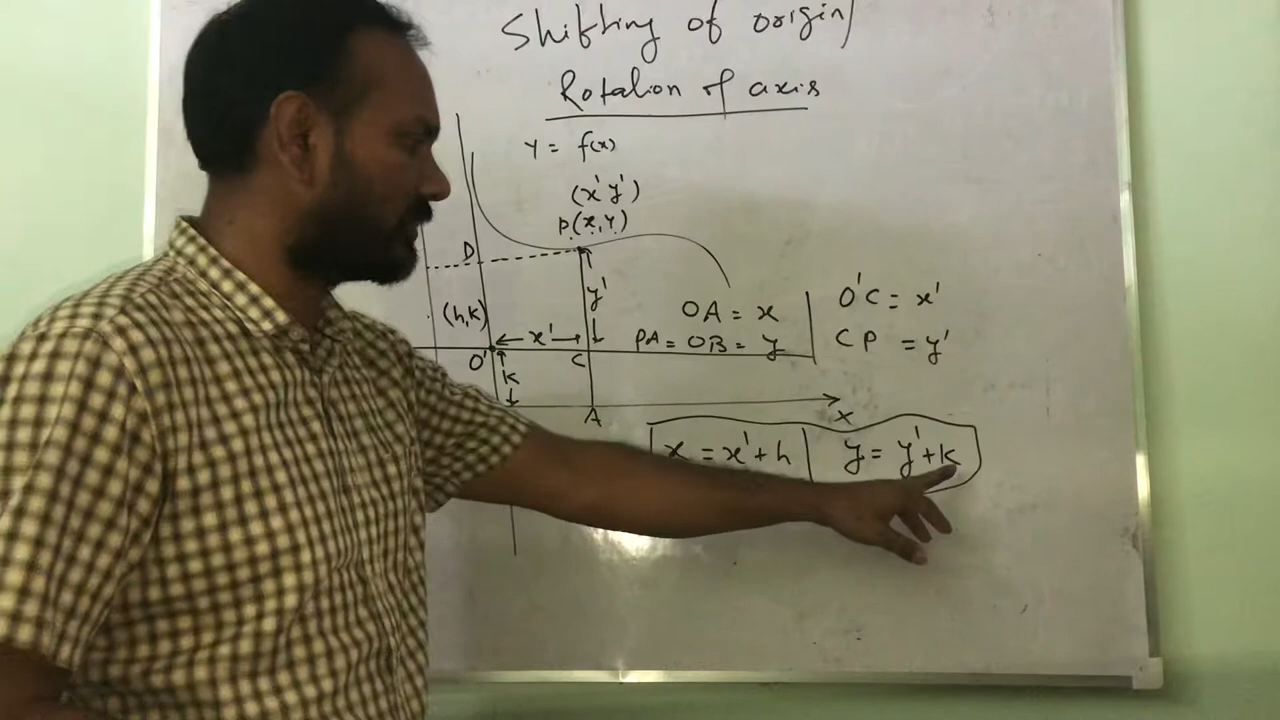 Shifting of origin/
Rotation of axis
Y = f(x)
(x' y')
P(x,y)
D
y'
(h,k)
x'
OA = x
PA = OB = y
O'C = x'
CP = y'
O'
k
C
A
X
x = x'+h
y = y'+k